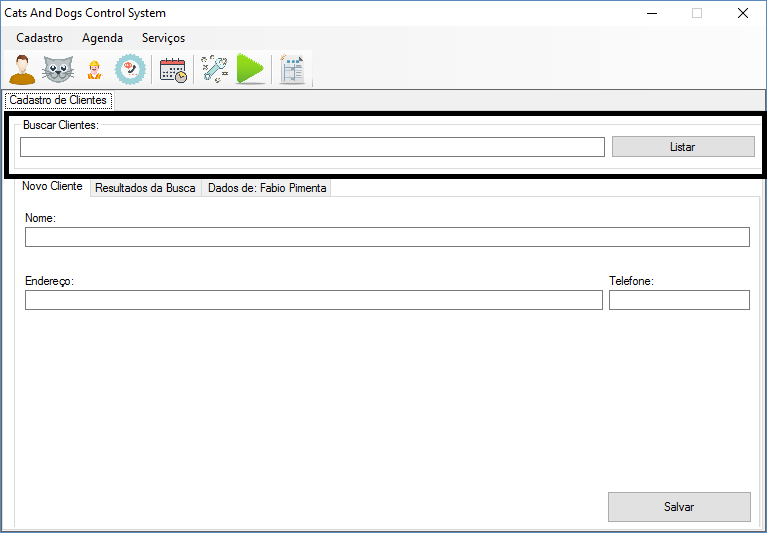 Cats And Dogs Control System
Cadastro Agenda Serviços
Cadastro de Clientes
Buscar Clientes:
Listar
Novo Cliente Resultados da Busca Dados de: Fabio Pimenta
Nome:
Endereço: Telefone:
Salvar